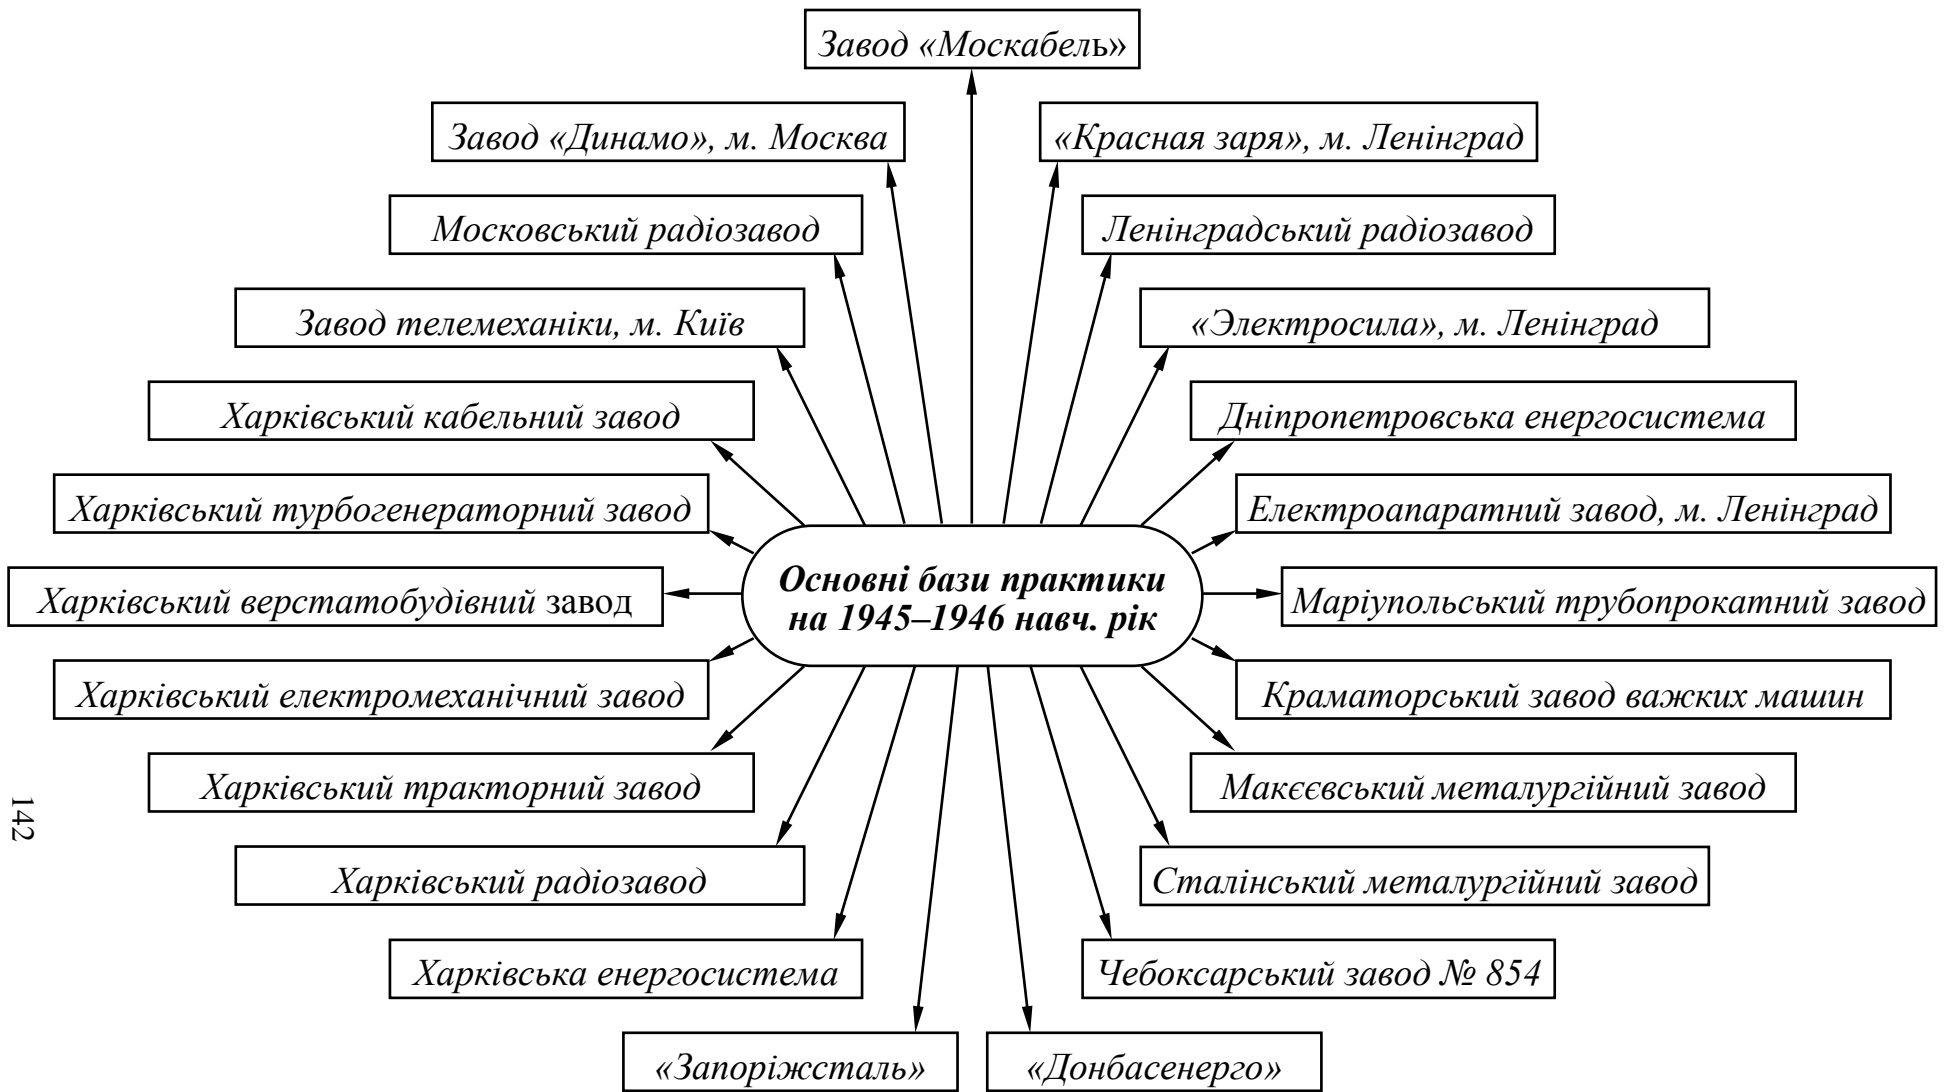 Завод «Москабель»
Завод «Динамо», м. Москва
«Красная заря», м. Ленінград
Московський радіозавод
Ленінградський радіозавод
Завод телемеханіки, м. Київ
«Электросила», м. Ленінград
Харківський кабельний завод
Дніпропетровська енергосистема
Харківський турбогенераторний завод
Електроапаратний завод, м. Ленінград
Основні бази практики
на 1945–1946 навч. рік
Харківський верстатобудівний завод
Маріупольський трубопрокатний завод
Харківський електромеханічний завод
Краматорський завод важких машин
Харківський тракторний завод
Макєєвський металургійний завод
142
Харківський радіозавод
Сталінський металургійний завод
Харківська енергосистема
Чебоксарський завод № 854
«Запоріжсталь»
«Донбасенерго»